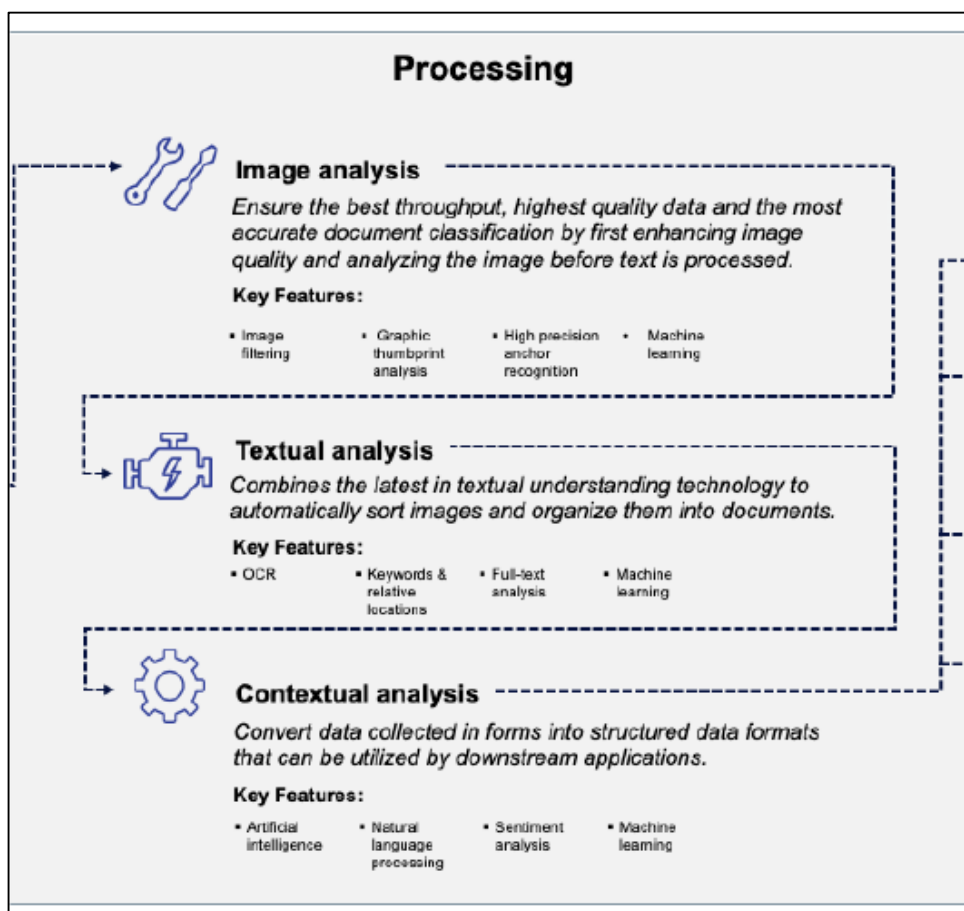 Processing
Image analysis
Ensure the best throughput, highest quality data and the most
accurate document classification by first enhancing image
quality and analyzing the image before text is processed.
Key Features:
▪ Image
filtering
▪ Graphic
thumbprint
analysis
▪ High precision
anchor
recognition
▪ Machine
learning
Textual analysis
Combines the latest in textual understanding technology to
automatically sort images and organize them into documents.
Key Features:
▪ OCR
▪ Keywords &
relative
locations
▪ Full-text
analysis
▪ Machine
learning
Contextual analysis
Convert data collected in forms into structured data formats
that can be utilized by downstream applications.
Key Features:
▪ Artificial
intelligence
▪ Natural
language
processing
▪ Sentiment
analysis
▪ Machine
learning